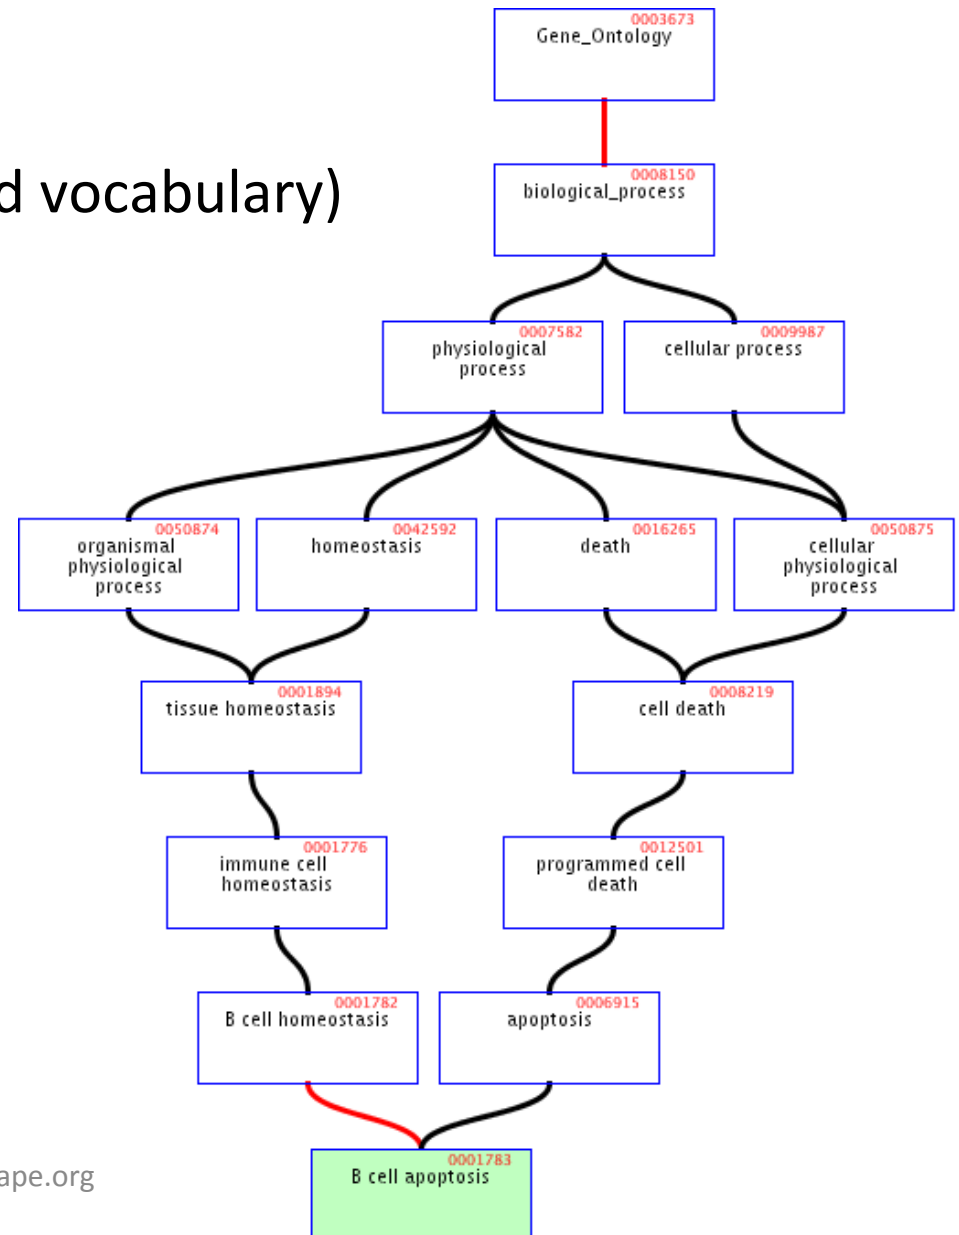 0003673
Gene_Ontology
d vocabulary)
0008150
biological_process
0007582
physiological
process
0009987
cellular process
0050874
organismal
physiological
process
0042592
homeostasis
0016265
death
0050875
cellular
physiological
process
0001894
tissue homeostasis
0008219
cell death
0001776
immune cell
homeostasis
0012501
programmed cell
death
0001782
B cell homeostasis
0006915
apoptosis
0001783
B cell apoptosis
ape.org